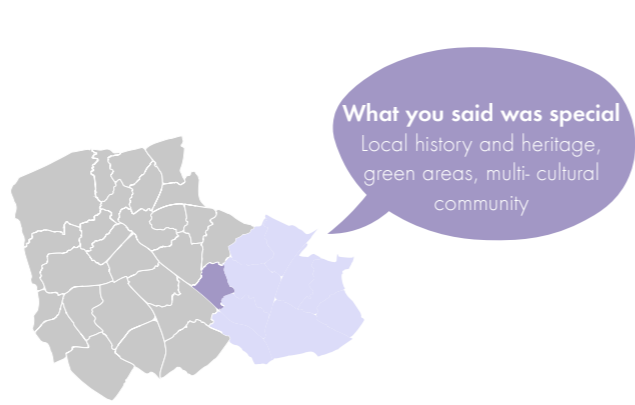 What you said was special
Local history and heritage,
green areas, multi- cultural
community